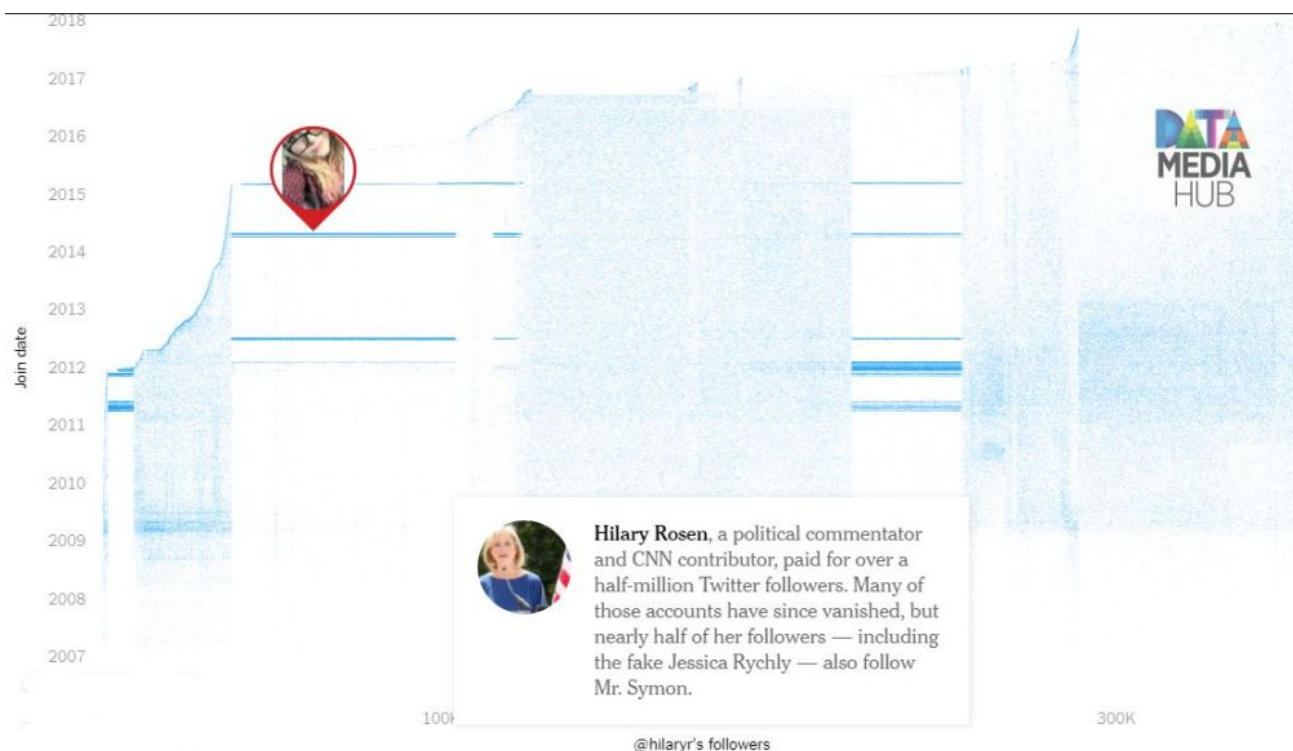 2018
2017
2016
2015
2014
2013
2012
2011
2010
2009
2008
2007
Join date
DATA
MEDIA
HUB
Hilary Rosen, a political commentator
and CNN contributor, paid for over a
half-million Twitter followers. Many of
those accounts have since vanished, but
nearly half of her followers — including
the fake Jessica Rychly — also follow
Mr. Symon.
100K
300K
@hilaryr's followers